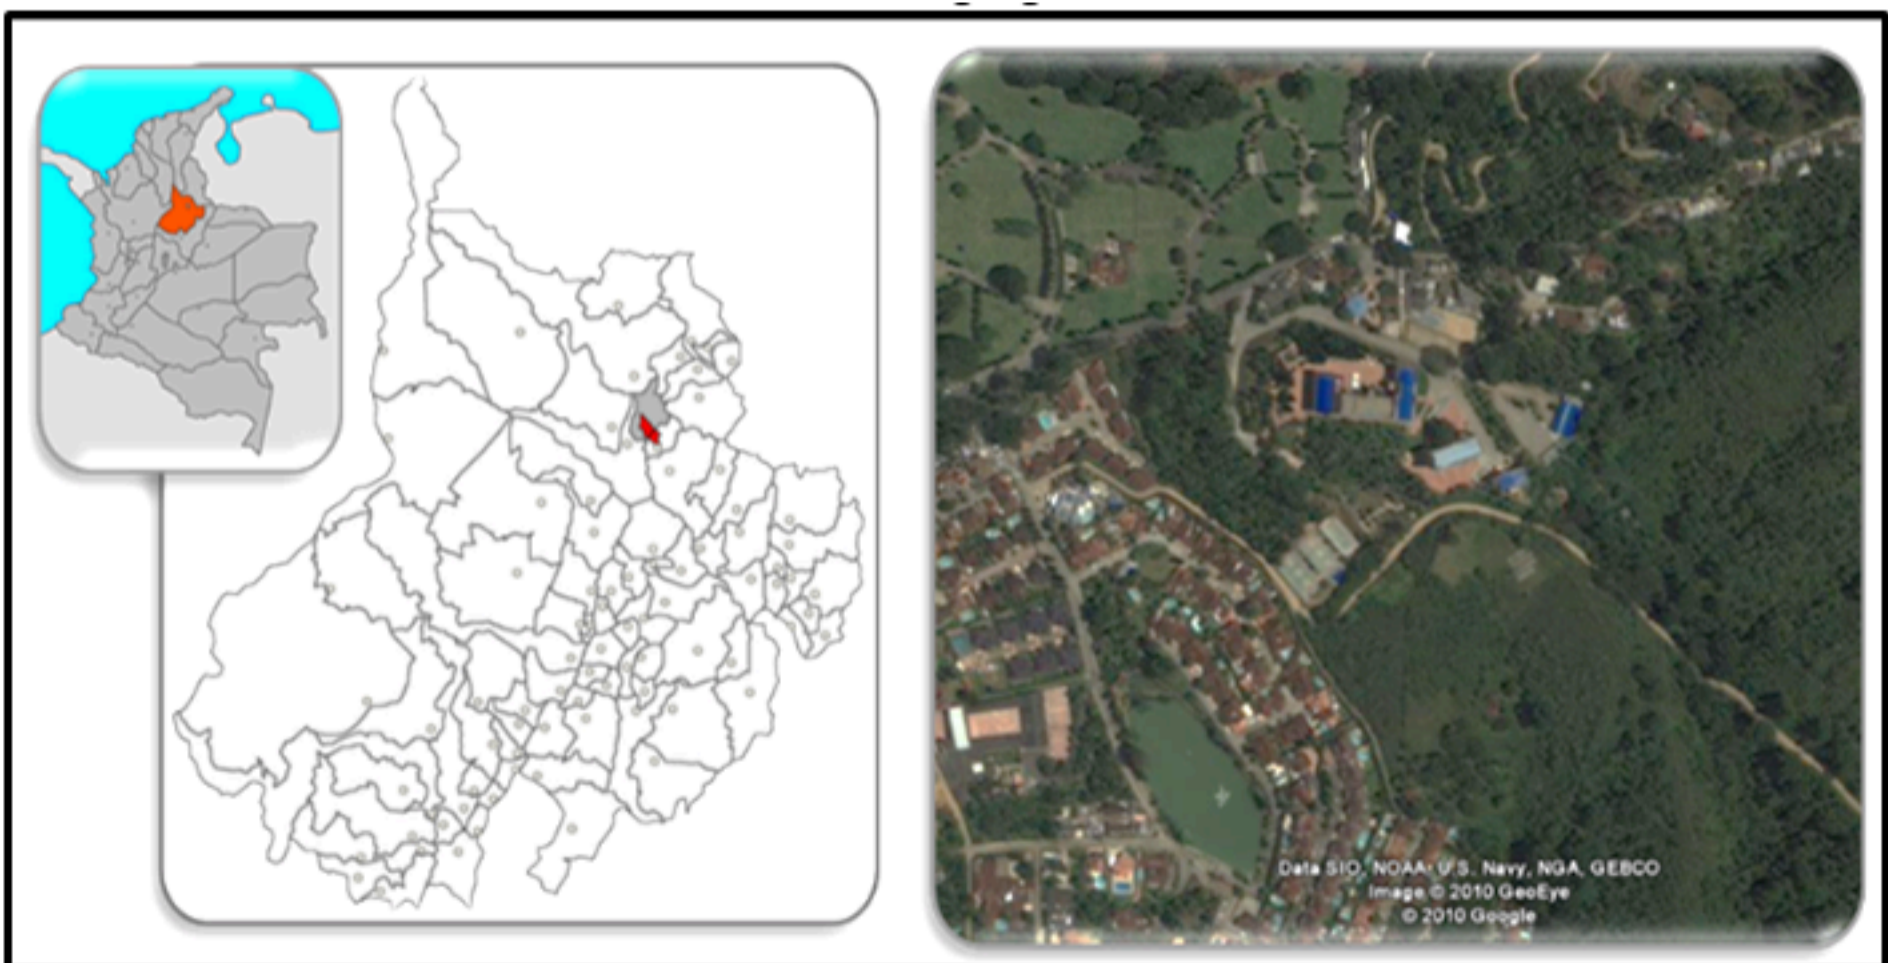 Data SIO, NOAA, U.S. Navy, NGA, GEBCO
Image © 2010 GeoEye
© 2010 Google